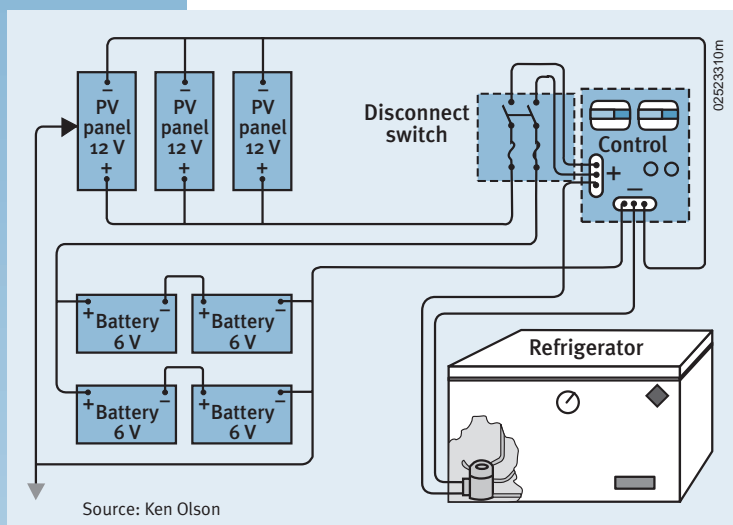 –
PV
panel
12 V
+
–
PV
panel
12 V
+
–
PV
panel
12 V
+
Disconnect
switch
Control
+
–
02523310m
+
–
Battery
6 V
+
–
Battery
6 V
+
–
Battery
6 V
+
–
Battery
6 V
Refrigerator
Source: Ken Olson